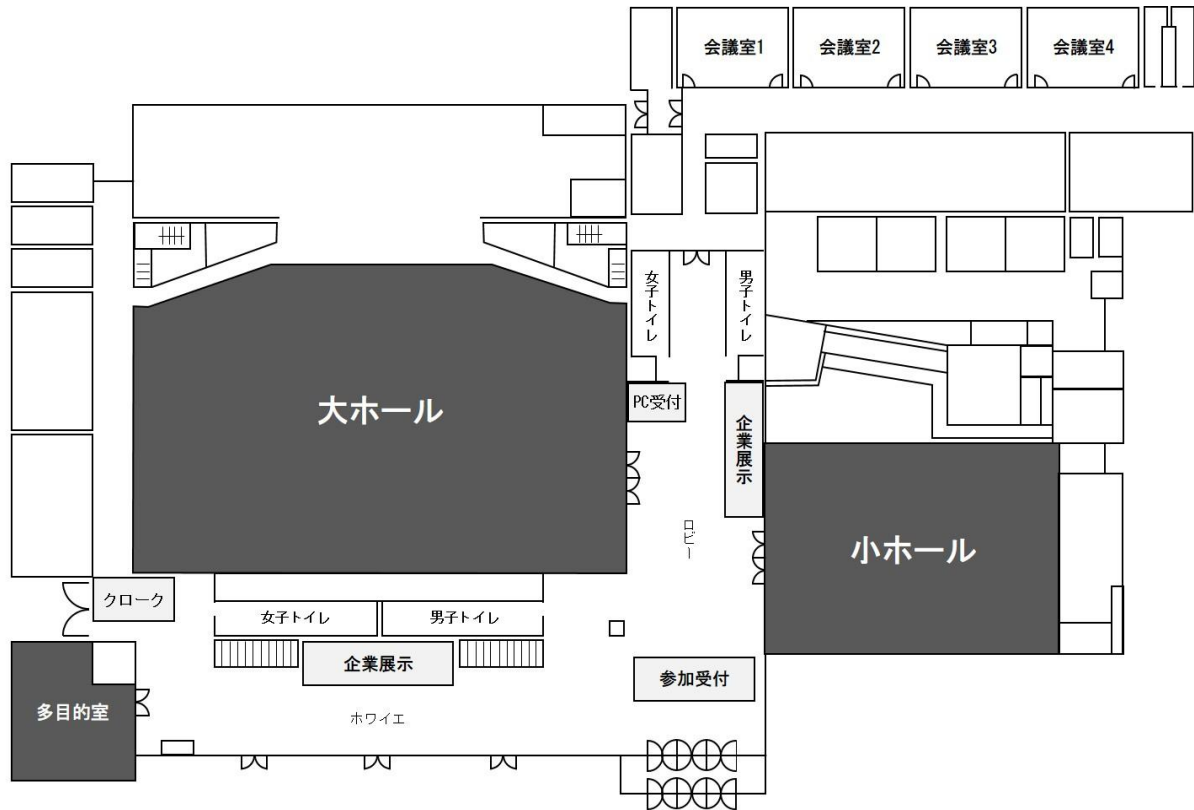 会議室1
会議室2
会議室3
会議室4
女子トイレ
男子トイレ
大ホール
PC受付
企業展示
ロビー
小ホール
クローク
女子トイレ
男子トイレ
企業展示
参加受付
多目的室
ホワイエ